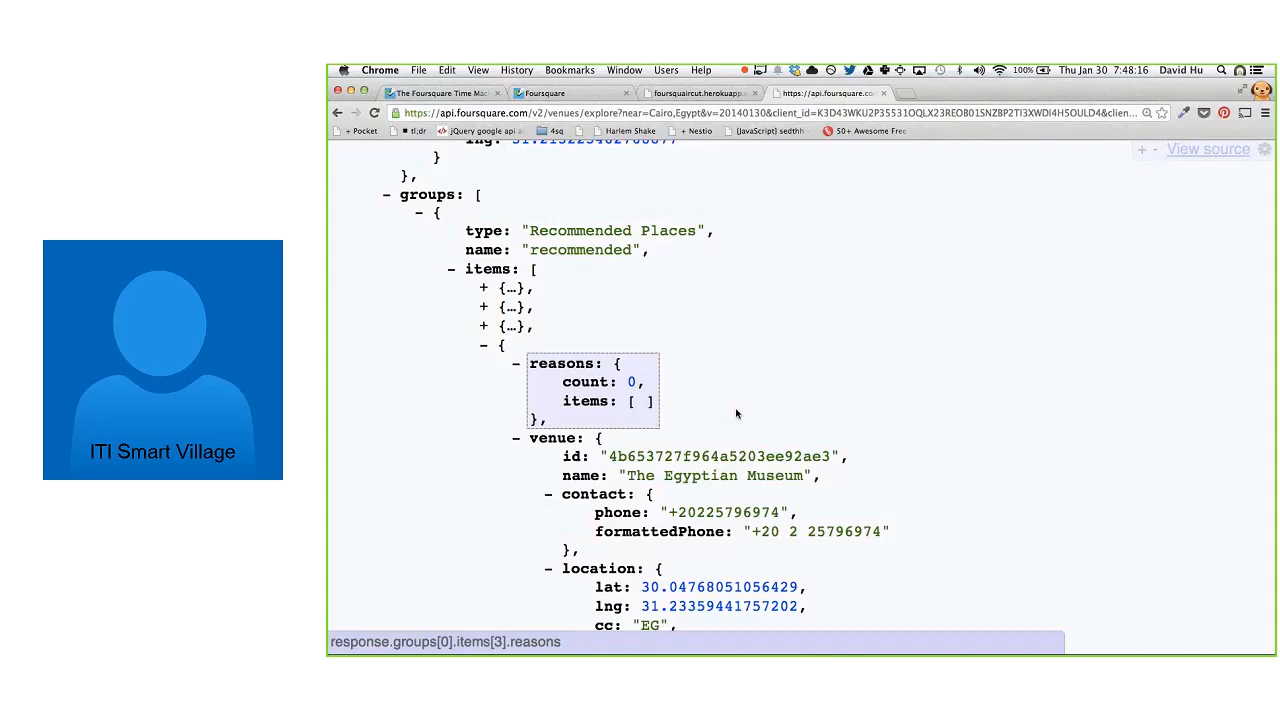 Chrome File Edit View History Bookmarks Window Users Help 100% Thu Jan 30 7:48:16 David Hu
The Foursquare Time Mac Foursquare foursquaircut.herokuapp. https://api.foursquare.co
https://api.foursquare.com/v2/venues/explore?near=Cairo,Egypt&v=20140130&client_id=K3D43WKU2P35531OQLX23REOB01SNZBP2TI3XWDI4H5OULD4&clien...
+ Pocket tl;dr jQuery google api a 4sq Harlem Shake + Nestio [JavaScript] sedthh 50+ Awesome Free
+ - View source
}
},
- groups: [
- {
type: "Recommended Places",
name: "recommended",
- items: [
+ {…},
+ {…},
+ {…},
- {
- reasons: {
count: 0,
items: [ ]
},
- venue: {
id: "4b653727f964a5203ee92ae3",
name: "The Egyptian Museum",
- contact: {
phone: "+20225796974",
formattedPhone: "+20 2 25796974"
},
- location: {
lat: 30.04768051056429,
lng: 31.23359441757202,
cc: "EG",
response.groups[0].items[3].reasons
ITI Smart Village